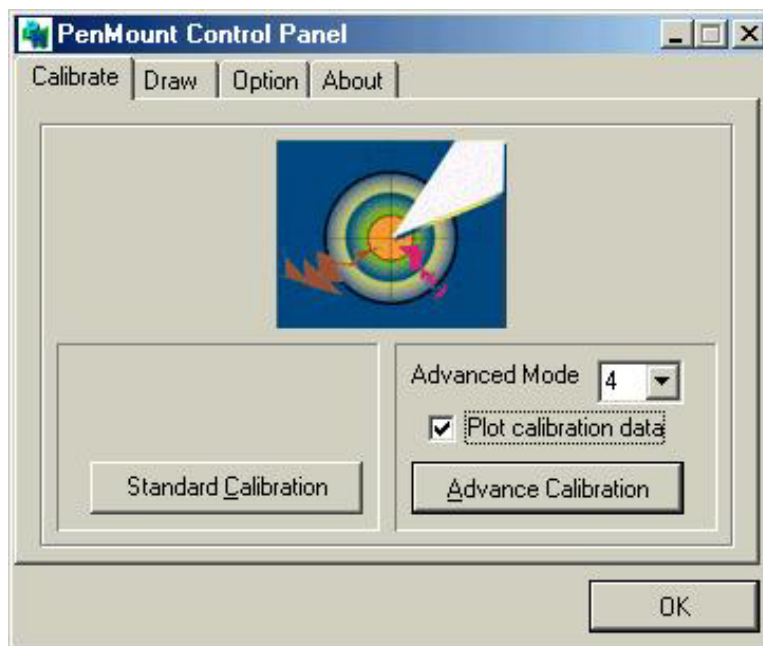 PenMount Control Panel
Calibrate Draw Option About
Advanced Mode 4
Plot calibration data
Standard Calibration Advance Calibration
OK